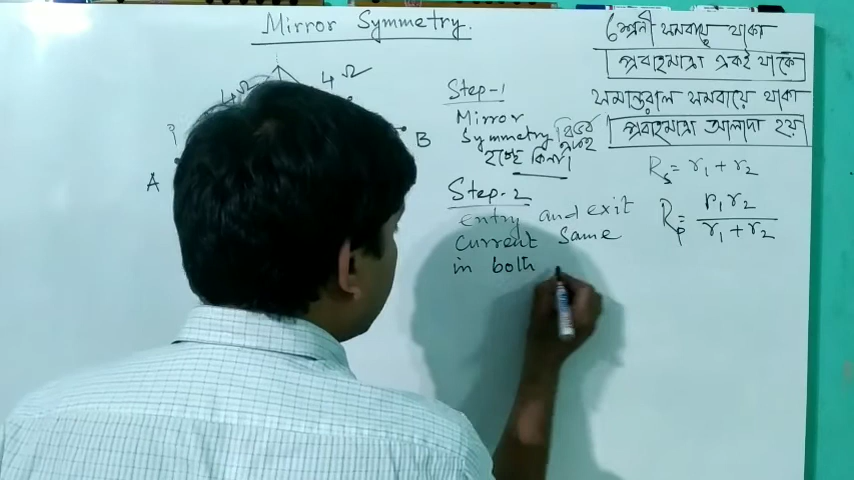 Mirror Symmetry.
4Ω
4Ω
A
B
Step-1
Mirror
Symmetry
হচ্ছে কিনা।
Step-2
entry and exit
current same
in both
শ্রেণী সমবায়ে থাকা
প্রবাহমাত্রা একই থাকে
সমান্তরাল সমবায়ে থাকা
প্রবাহমাত্রা আলাদা হয়
Rs = r1 + r2
Rp = r1r2 / r1 + r2